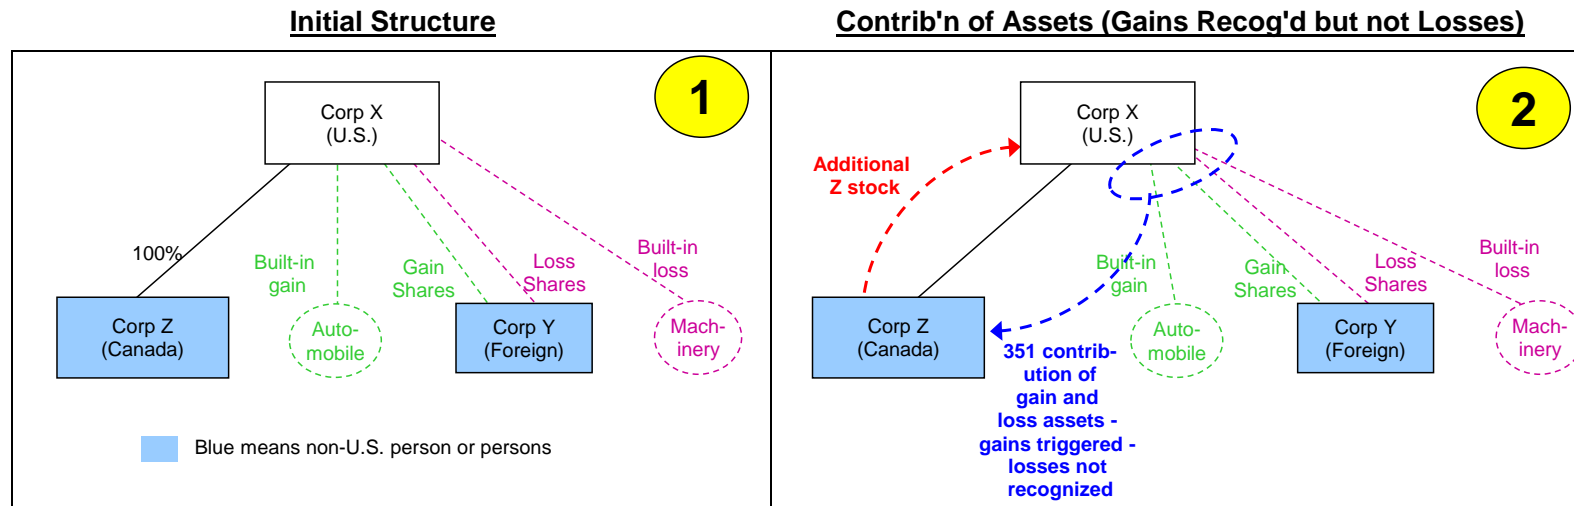 Initial Structure
Contrib'n of Assets (Gains Recog'd but not Losses)
1
Corp X
(U.S.)
100%
Built-in
gain
Gain
Shares
Loss
Shares
Built-in
loss
Corp Z
(Canada)
Auto-
mobile
Corp Y
(Foreign)
Mach-
inery
Blue means non-U.S. person or persons
2
Corp X
(U.S.)
Additional
Z stock
Built-in
gain
Gain
Shares
Loss
Shares
Built-in
loss
Corp Z
(Canada)
Auto-
mobile
Corp Y
(Foreign)
Mach-
inery
351 contrib-
ution of
gain and
loss assets -
gains triggered -
losses not
recognized